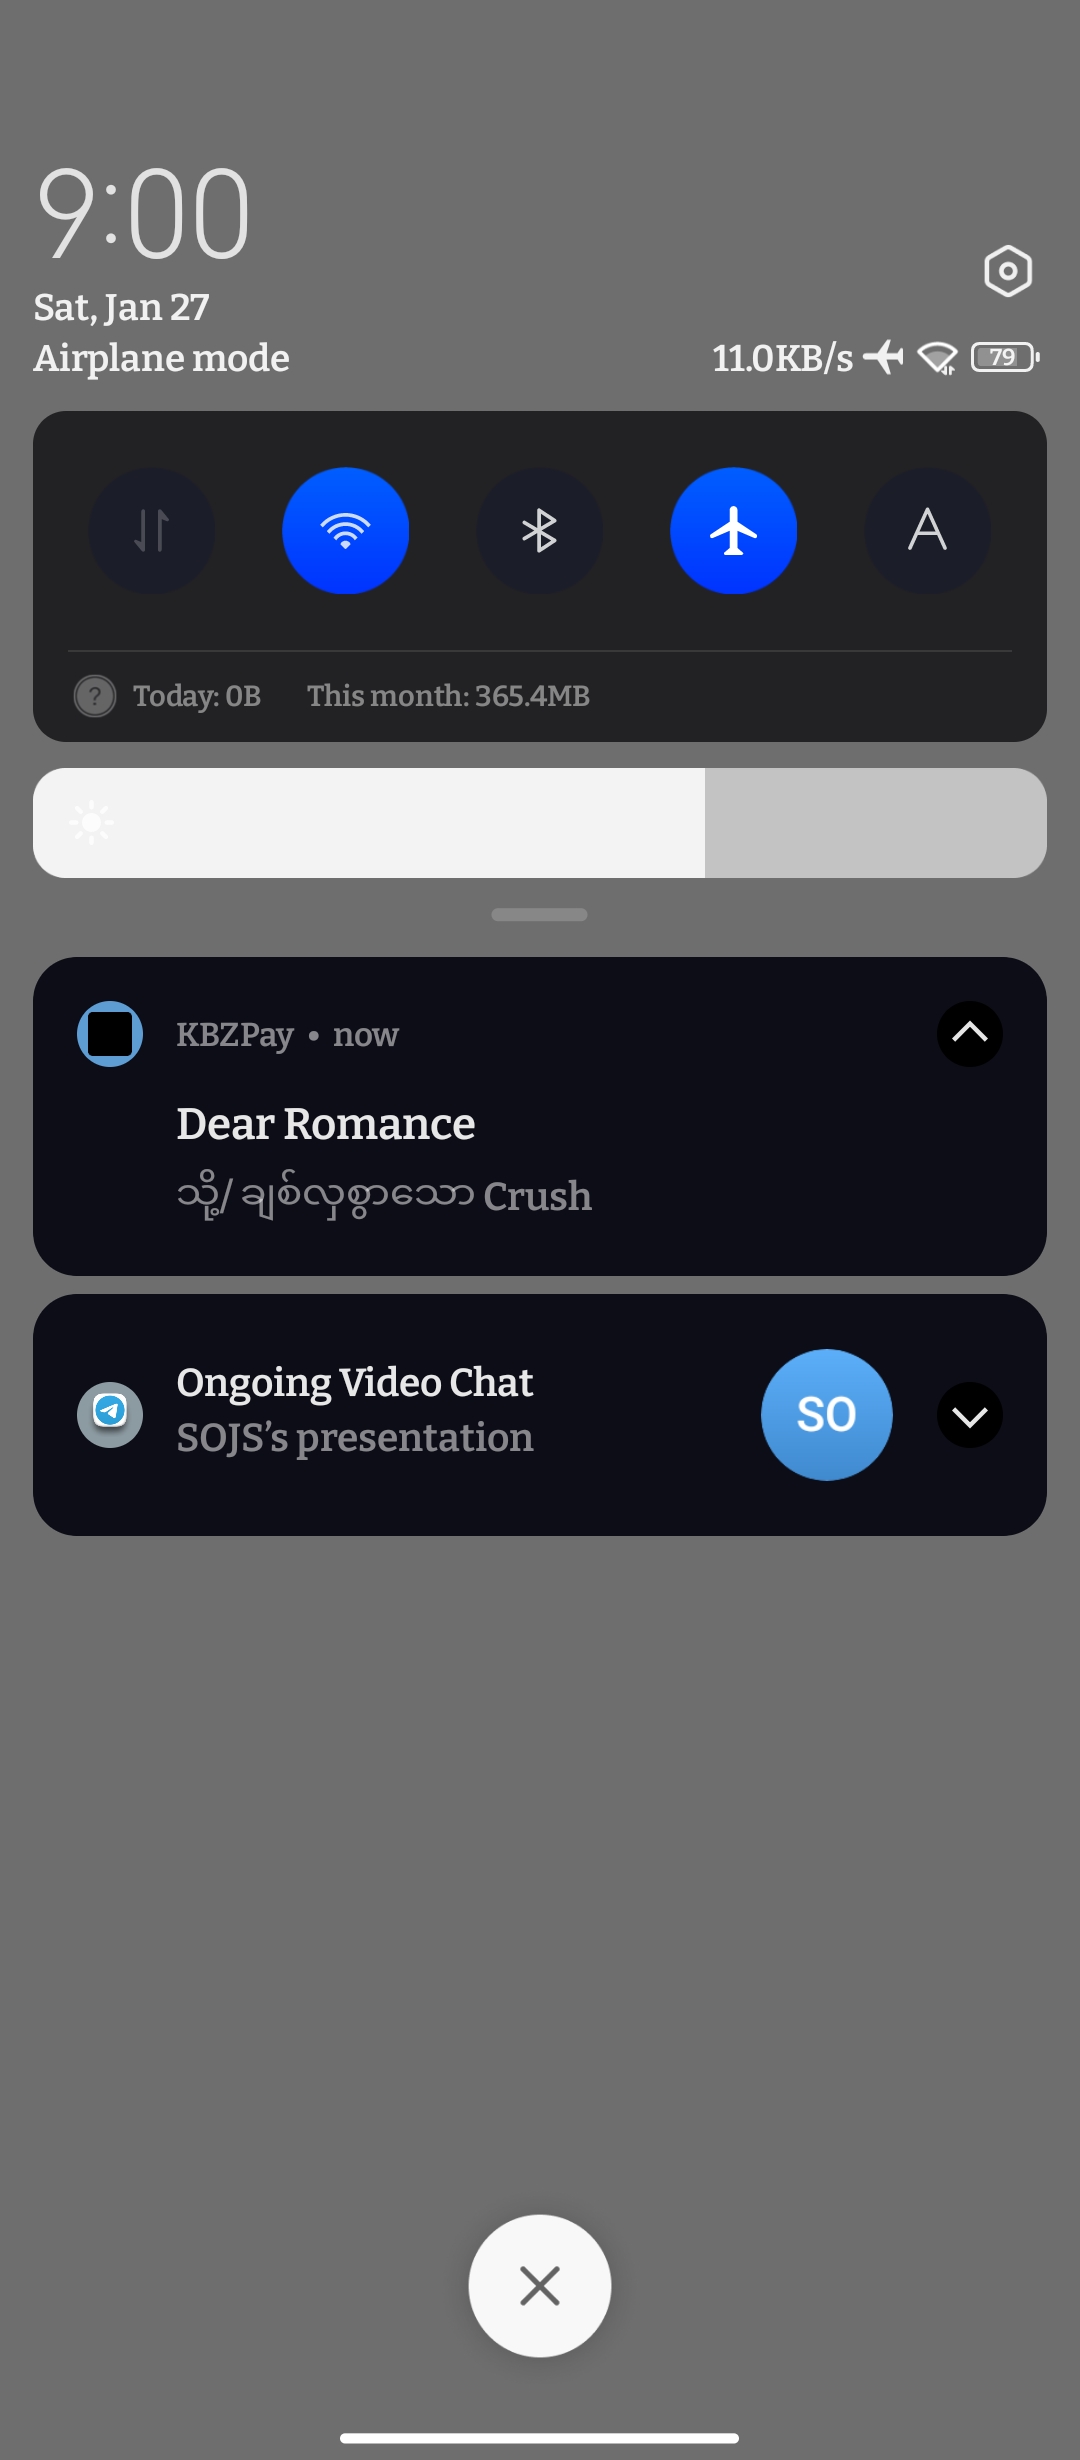 9:00
Sat, Jan 27
Airplane mode
11.0KB/s
79
A
? Today: 0B This month: 365.4MB
KBZPay • now
Dear Romance
သို့/ ချစ်လှစွာသော Crush
Ongoing Video Chat
SOJS’s presentation
SO